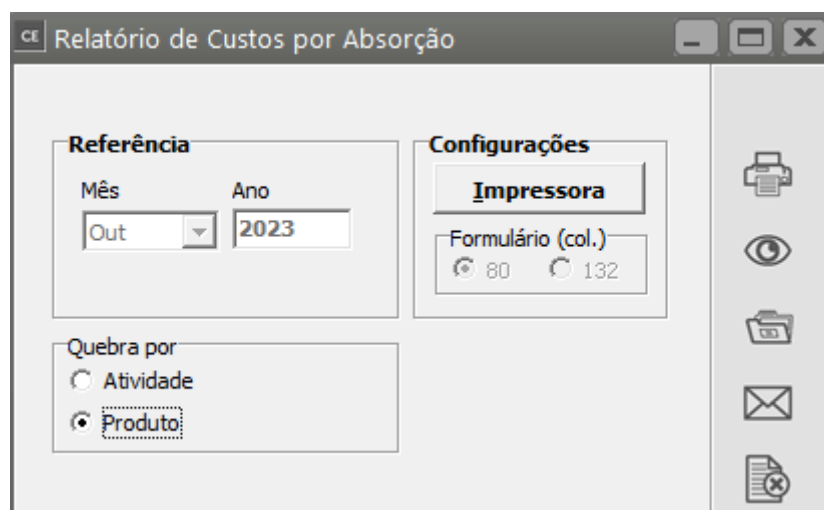 CE Relatório de Custos por Absorção
Referência
Mês Ano
Out 2023
Configurações
Impressora
Formulário (col.)
80 132
Quebra por
Atividade
Produto